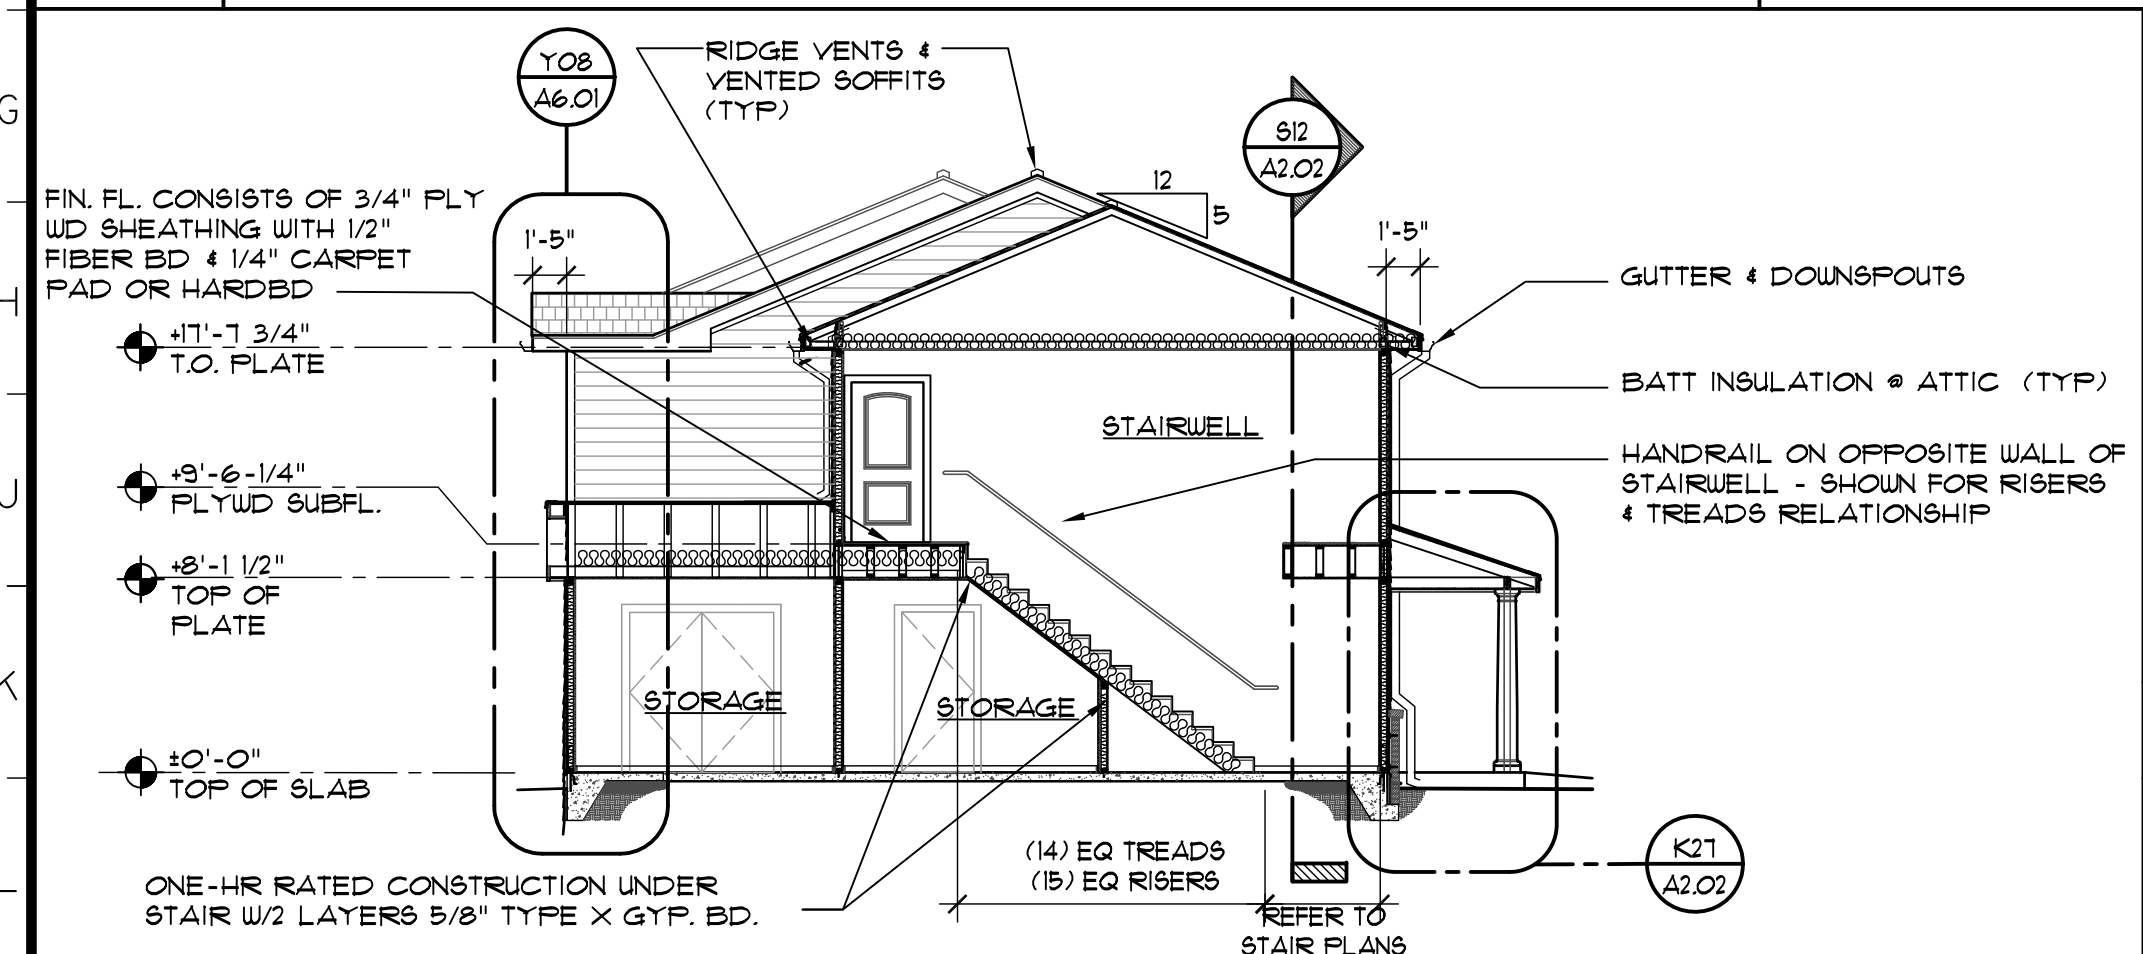 G
H
J
K
Y08
A6.01
RIDGE VENTS &
VENTED SOFFITS
(TYP)
S12
A2.02
12
5
FIN. FL. CONSISTS OF 3/4" PLY
WD SHEATHING WITH 1/2"
FIBER BD & 1/4" CARPET
PAD OR HARDBD
1'-5"
1'-5"
GUTTER & DOWNSPOUTS
+17'-7 3/4"
T.O. PLATE
BATT INSULATION @ ATTIC (TYP)
STAIRWELL
HANDRAIL ON OPPOSITE WALL OF
STAIRWELL - SHOWN FOR RISERS
& TREADS RELATIONSHIP
+9'-6-1/4"
PLYWD SUBFL.
+8'-1 1/2"
TOP OF
PLATE
STORAGE
STORAGE
±0'-0"
TOP OF SLAB
(14) EQ TREADS
(15) EQ RISERS
REFER TO
STAIR PLANS
K27
A2.02
ONE-HR RATED CONSTRUCTION UNDER
STAIR W/2 LAYERS 5/8" TYPE X GYP. BD.